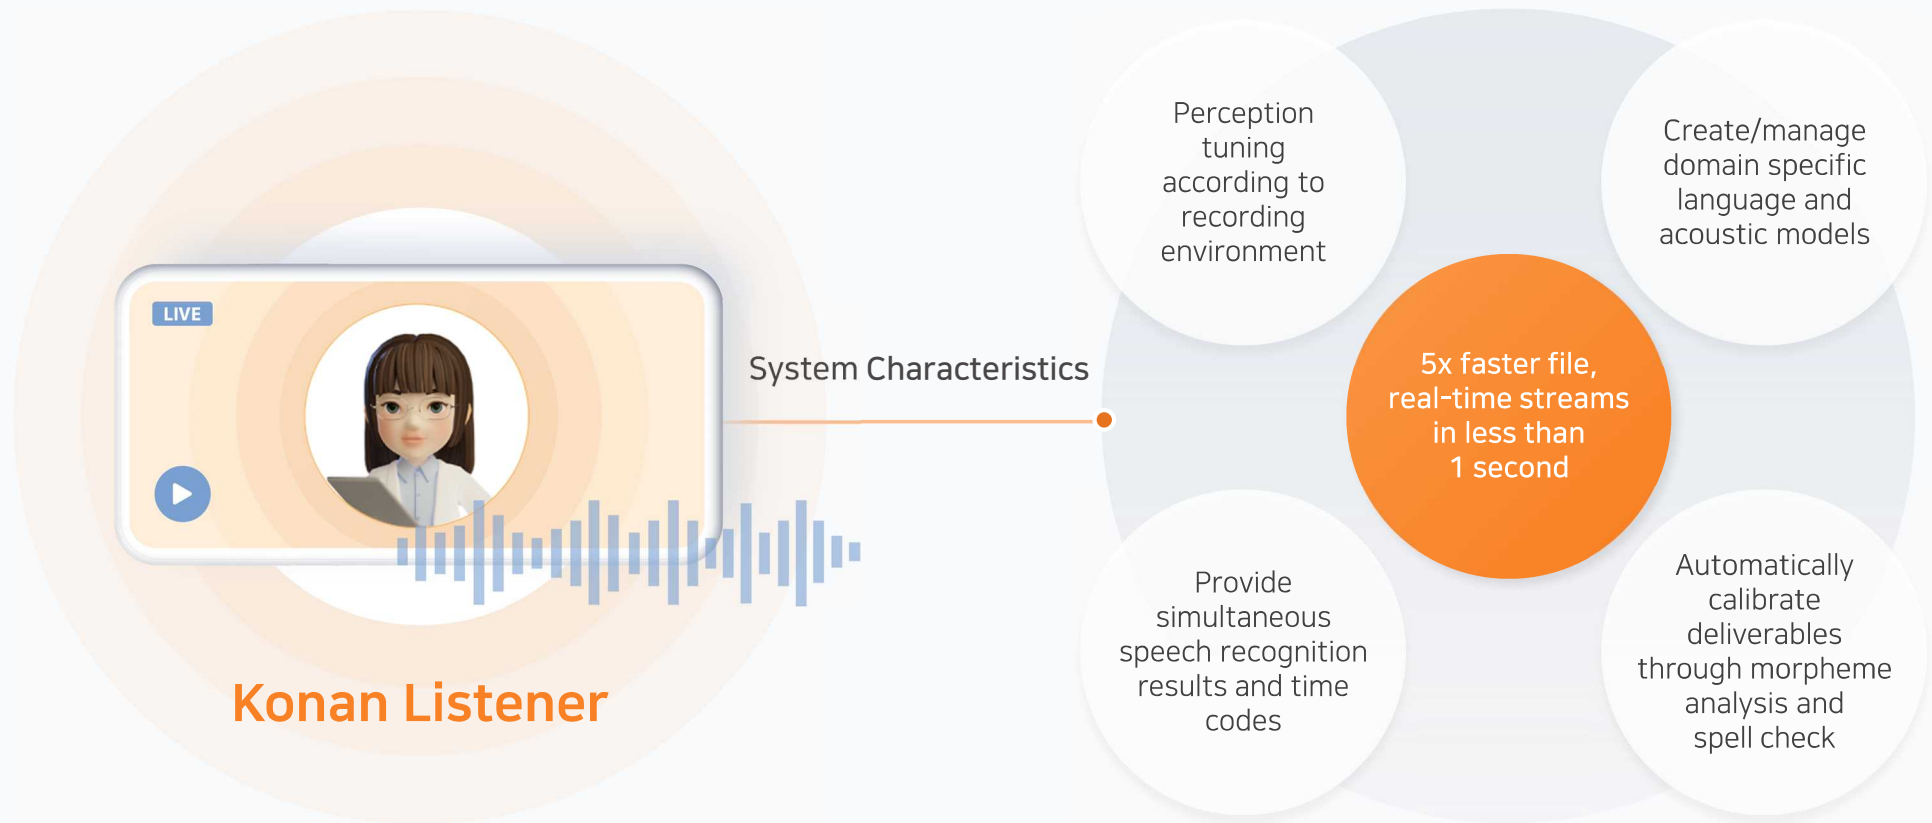 LIVE
Konan Listener
System Characteristics
Perception
tuning
according to
recording
environment
Create/manage
domain specific
language and
acoustic models
5x faster file,
real-time streams
in less than
1 second
Provide
simultaneous
speech recognition
results and time
codes
Automatically
calibrate
deliverables
through morpheme
analysis and
spell check